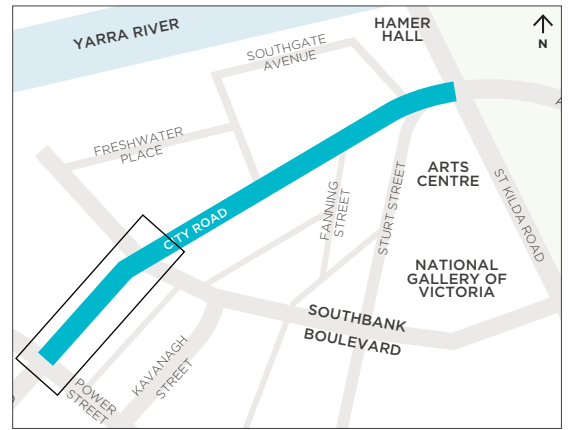 YARRA RIVER
HAMER
HALL
N
SOUTHGATE
AVENUE
FRESHWATER
PLACE
ARTS
CENTRE
ST KILDA ROAD
FANNING
STREET
STURT STREET
CITY ROAD
NATIONAL
GALLERY OF
VICTORIA
SOUTHBANK
BOULEVARD
KAVANAGH
STREET
POWER
STREET